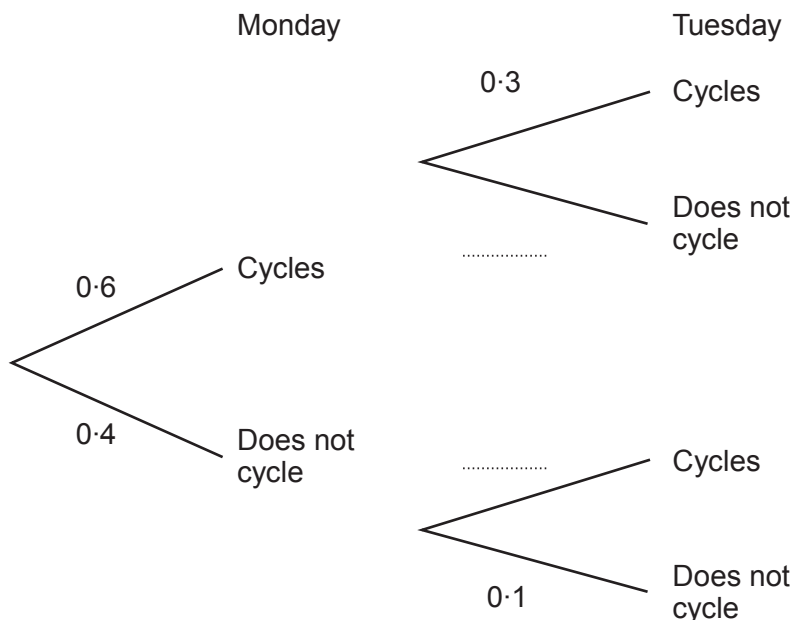 Monday
Tuesday
0·3
Cycles
Does not
cycle
0·6
Cycles
0·4
Does not
cycle
Cycles
0·1
Does not
cycle